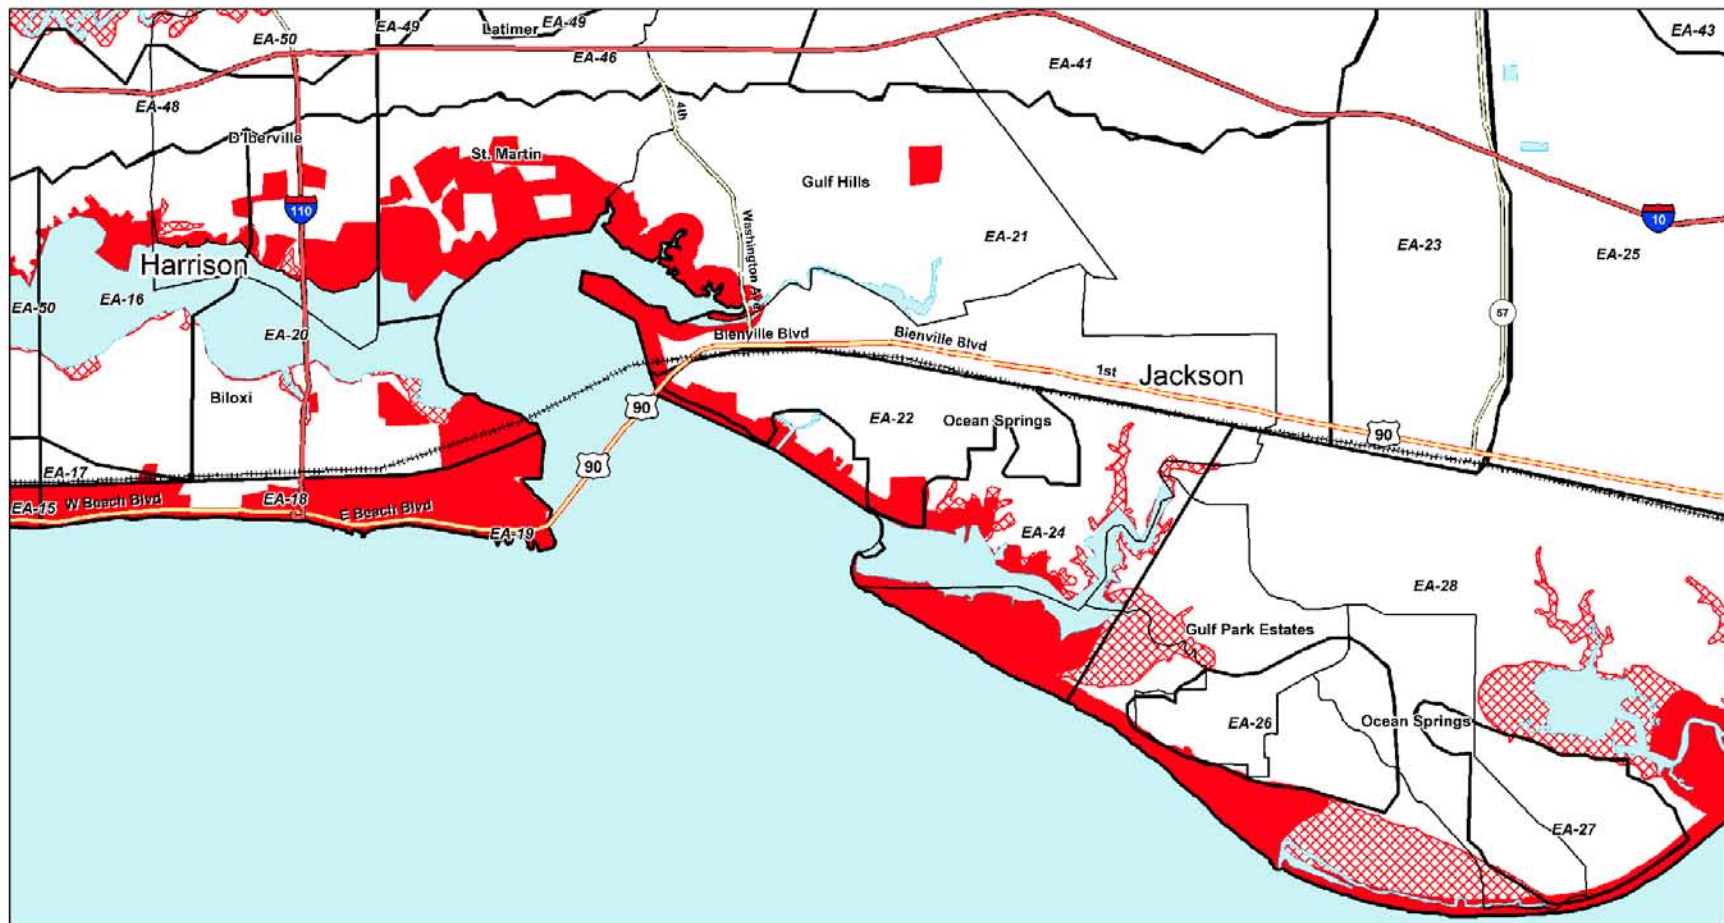 EA-49
Latimer
EA-49
EA-43
EA-50
EA-46
EA-41
EA-48
4th
D'Iberville
St. Martin
Gulf Hills
110
10
Washington Ave
EA-21
EA-23
EA-25
Harrison
EA-16
EA-50
57
EA-20
Bienville Blvd
Bienville Blvd
1st
Jackson
Biloxi
90
EA-22
Ocean Springs
90
90
EA-17
EA-15
W Beach Blvd
EA-18
E Beach Blvd
EA-19
EA-24
EA-28
Gulf Park Estates
EA-26
Ocean Springs
EA-27